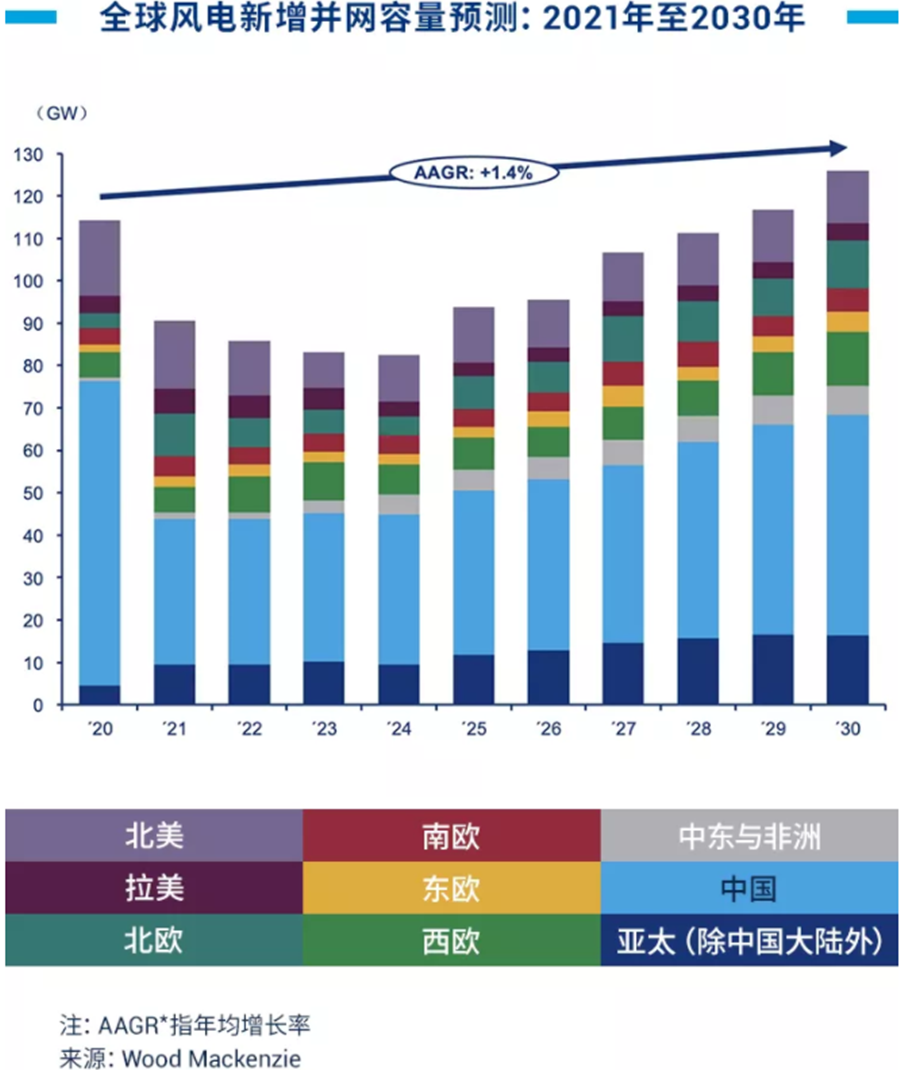 全球风电新增并网容量预测：2021年至2030年
（GW）
130
120
110
100
90
80
70
60
50
40
30
20
10
0
AAGR: +1.4%
´20 ´21 ´22 ´23 ´24 ´25 ´26 ´27 ´28 ´29 ´30
北美 南欧 中东与非洲
拉美 东欧 中国
北欧 西欧 亚太（除中国大陆外）
注：AAGR*指年均增长率
来源：Wood Mackenzie